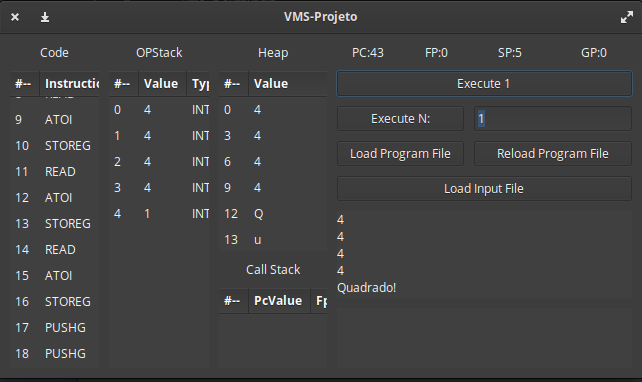 VMS-Projeto
Code
OPStack
Heap
PC:43 FP:0 SP:5 GP:0
#-- Instructi
9 ATOI
10 STOREG
11 READ
12 ATOI
13 STOREG
14 READ
15 ATOI
16 STOREG
17 PUSHG
18 PUSHG
#-- Value Typ
0 4 INT
1 4 INT
2 4 INT
3 4 INT
4 1 INT
#-- Value
0 4
3 4
6 4
9 4
12 Q
13 u
Call Stack
#-- PcValue Fp
Execute 1
Execute N: 1
Load Program File Reload Program File
Load Input File
4
4
4
4
Quadrado!